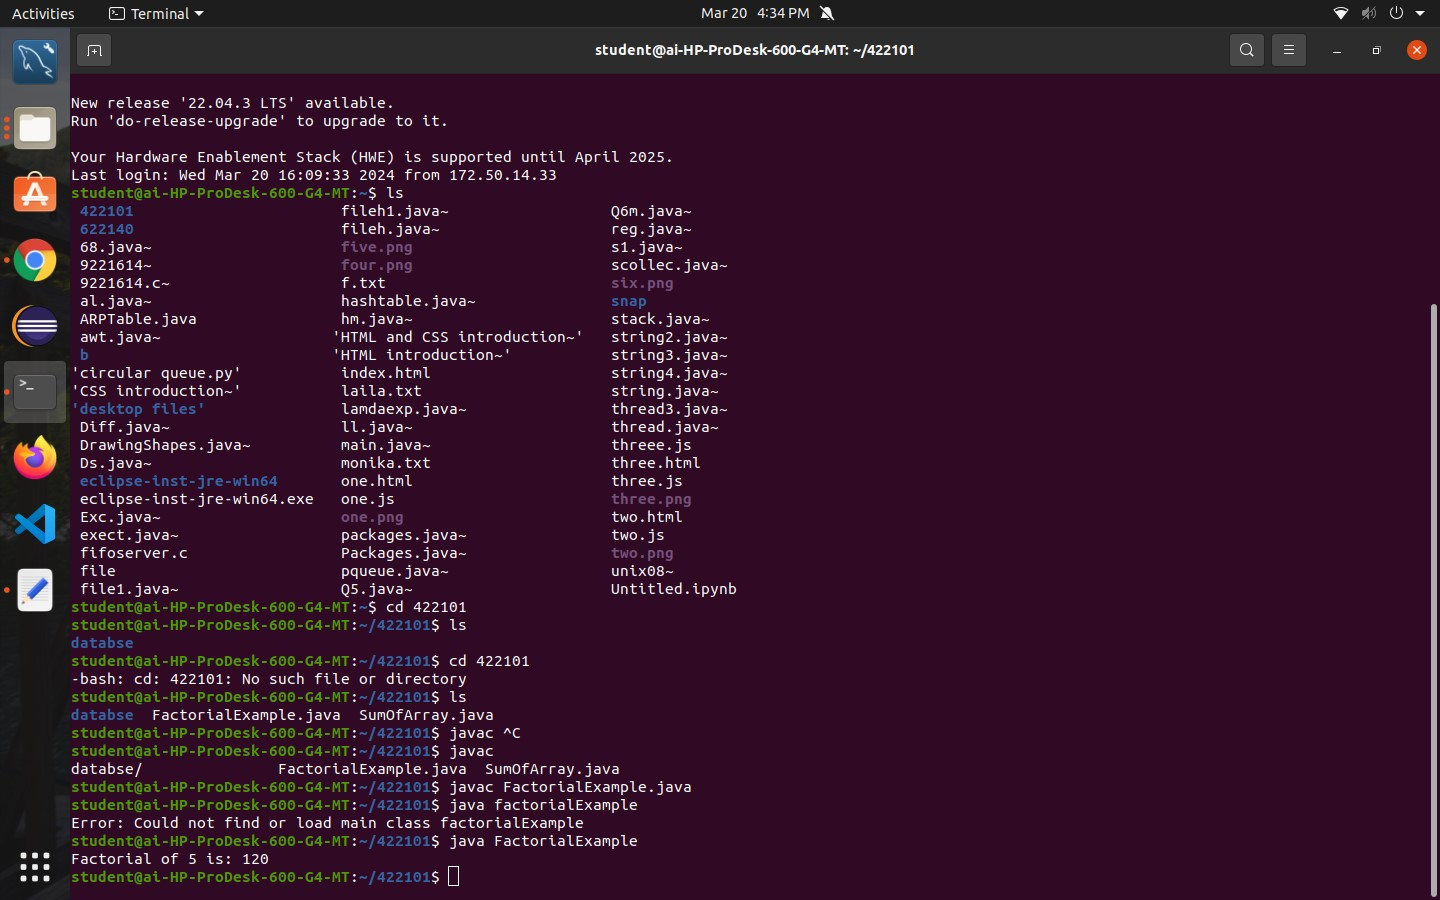 Activities Terminal Mar 20 4:34 PM
student@ai-HP-ProDesk-600-G4-MT: ~/422101
New release '22.04.3 LTS' available.
Run 'do-release-upgrade' to upgrade to it.
Your Hardware Enablement Stack (HWE) is supported until April 2025.
Last login: Wed Mar 20 16:09:33 2024 from 172.50.14.33
student@ai-HP-ProDesk-600-G4-MT:~$ ls
422101 fileh1.java~ Q6m.java~
622140 fileh.java~ reg.java~
68.java~ five.png s1.java~
9221614~ four.png scollec.java~
9221614.c~ f.txt six.png
al.java~ hashtable.java~ snap
ARPTable.java hm.java~ stack.java~
awt.java~ 'HTML and CSS introduction~' string2.java~
b 'HTML introduction~' string3.java~
'circular queue.py' index.html string4.java~
'CSS introduction~' laila.txt string.java~
'desktop files' lamdaexp.java~ thread3.java~
Diff.java~ ll.java~ thread.java~
DrawingShapes.java~ main.java~ threee.js
Ds.java~ monika.txt three.html
eclipse-inst-jre-win64 one.html three.js
eclipse-inst-jre-win64.exe one.js three.png
Exc.java~ one.png two.html
exect.java~ packages.java~ two.js
fifoserver.c Packages.java~ two.png
file pqueue.java~ unix08~
file1.java~ Q5.java~ Untitled.ipynb
student@ai-HP-ProDesk-600-G4-MT:~$ cd 422101
student@ai-HP-ProDesk-600-G4-MT:~/422101$ ls
databse
student@ai-HP-ProDesk-600-G4-MT:~/422101$ cd 422101
-bash: cd: 422101: No such file or directory
student@ai-HP-ProDesk-600-G4-MT:~/422101$ ls
databse FactorialExample.java SumOfArray.java
student@ai-HP-ProDesk-600-G4-MT:~/422101$ javac ^C
student@ai-HP-ProDesk-600-G4-MT:~/422101$ javac
databse/ FactorialExample.java SumOfArray.java
student@ai-HP-ProDesk-600-G4-MT:~/422101$ javac FactorialExample.java
student@ai-HP-ProDesk-600-G4-MT:~/422101$ java factorialExample
Error: Could not find or load main class factorialExample
student@ai-HP-ProDesk-600-G4-MT:~/422101$ java FactorialExample
Factorial of 5 is: 120
student@ai-HP-ProDesk-600-G4-MT:~/422101$